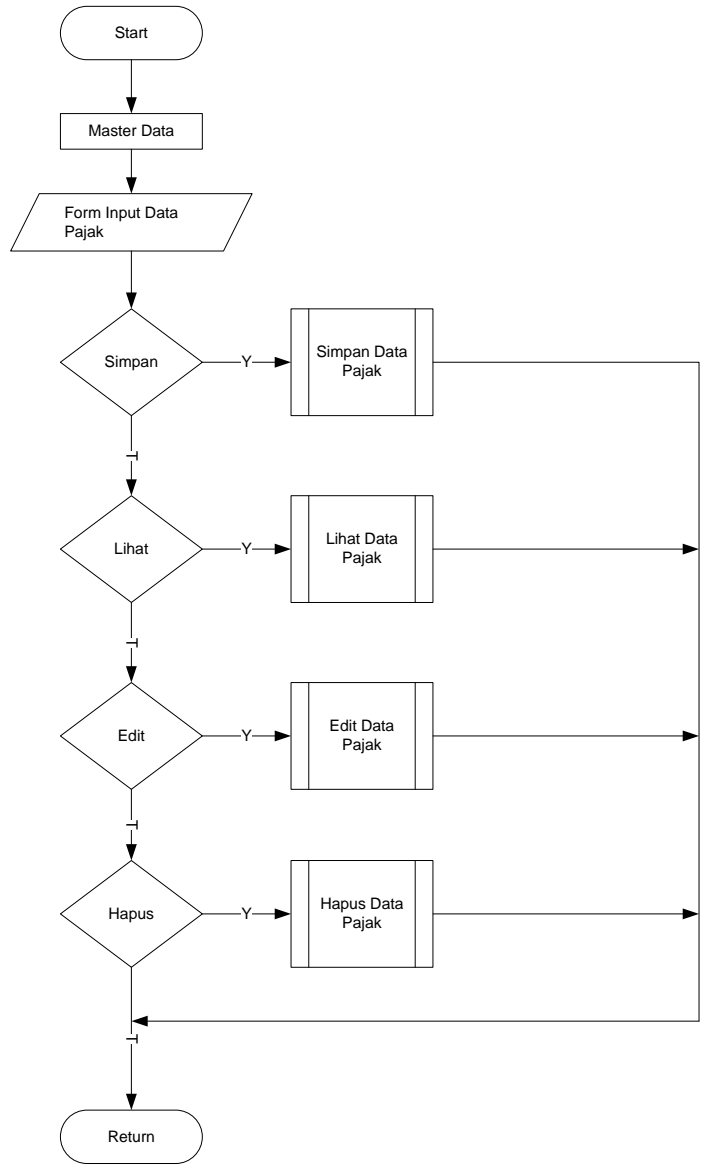 Start
Master Data
Form Input Data
Pajak
Simpan
Y
Simpan Data
Pajak
T
Lihat
Y
Lihat Data
Pajak
T
Edit
Y
Edit Data
Pajak
T
Hapus
Y
Hapus Data
Pajak
T
Return